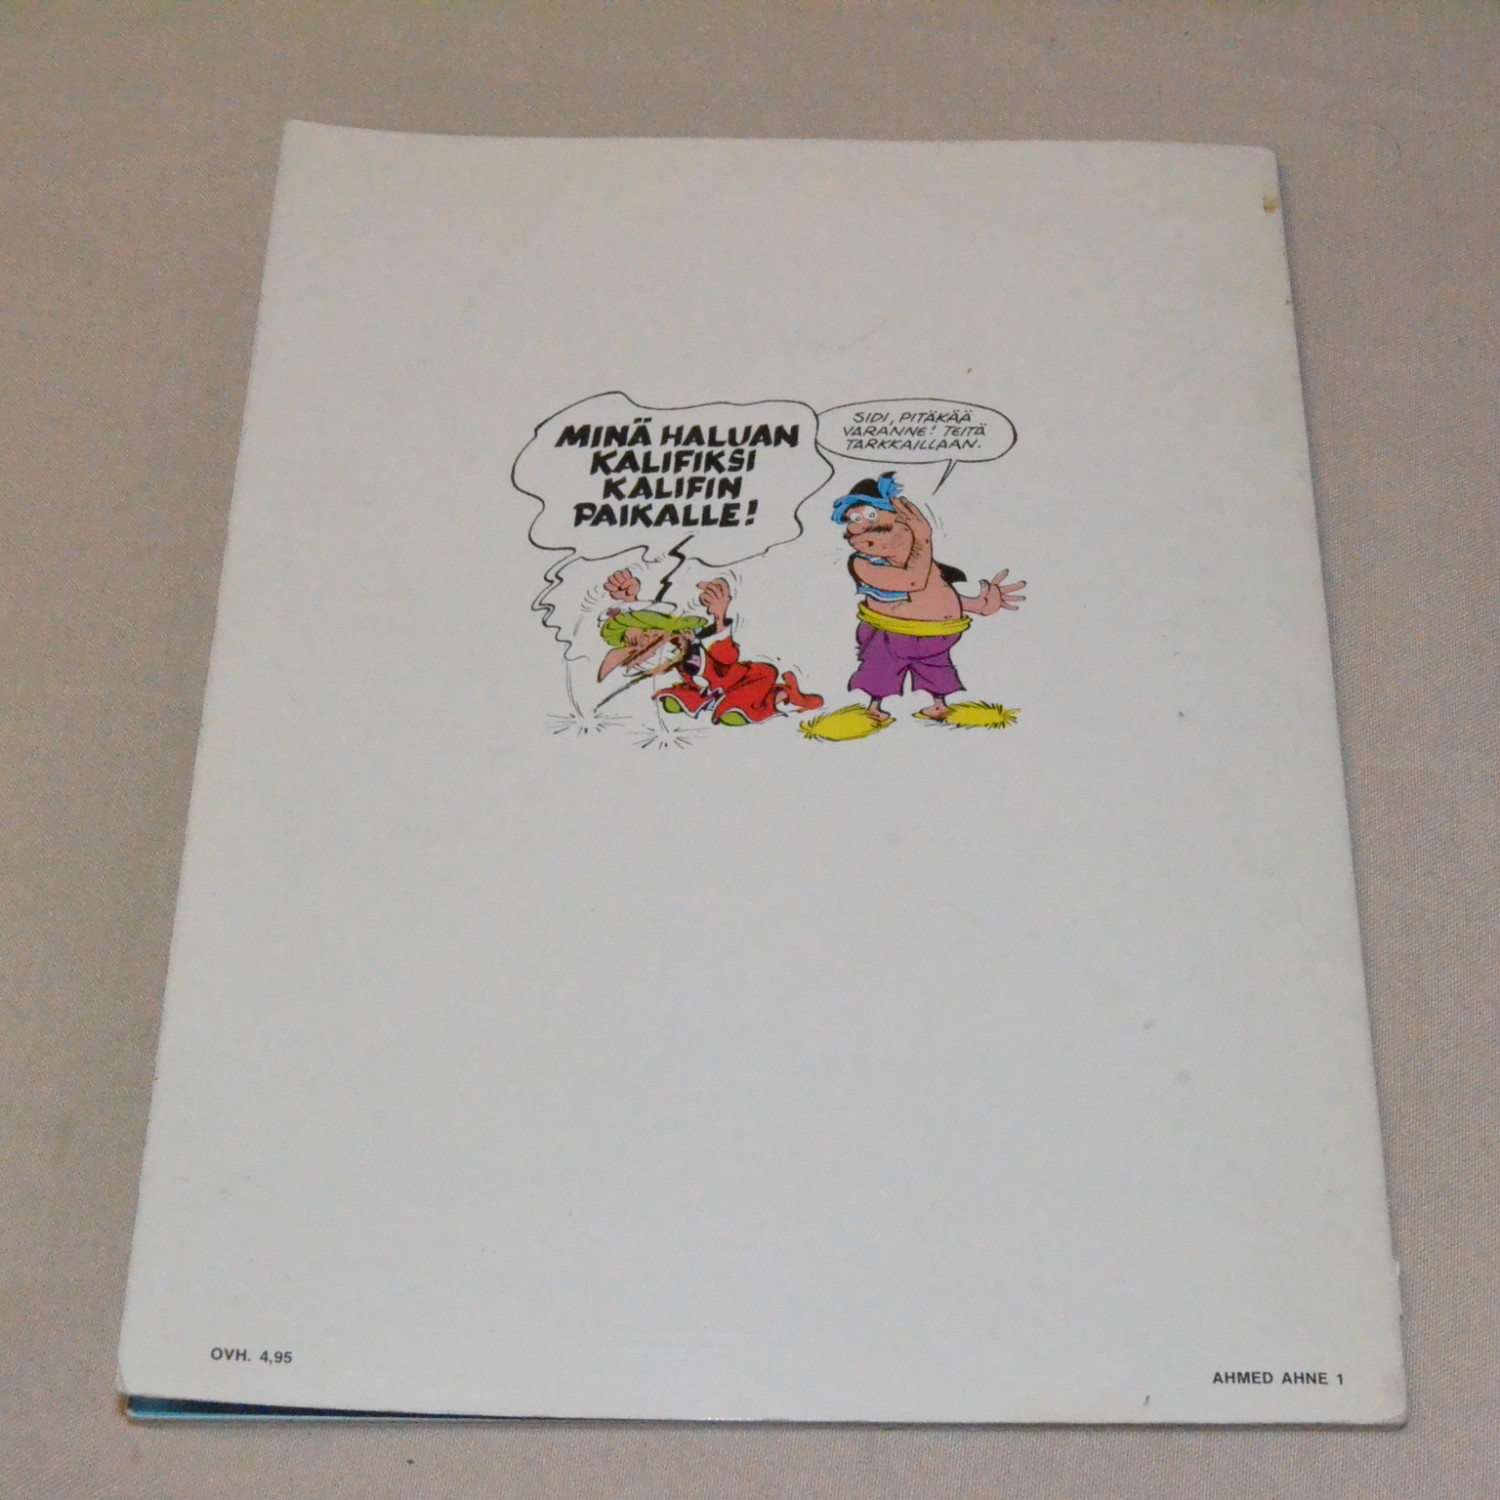 MINÄ HALUAN
KALIFIKSI
KALIFIN
PAIKALLE!
SIDI, PITÄKÄÄ
VARANNE! TEITÄ
TARKKAILLAAN.
OVH. 4,95
AHMED AHNE 1